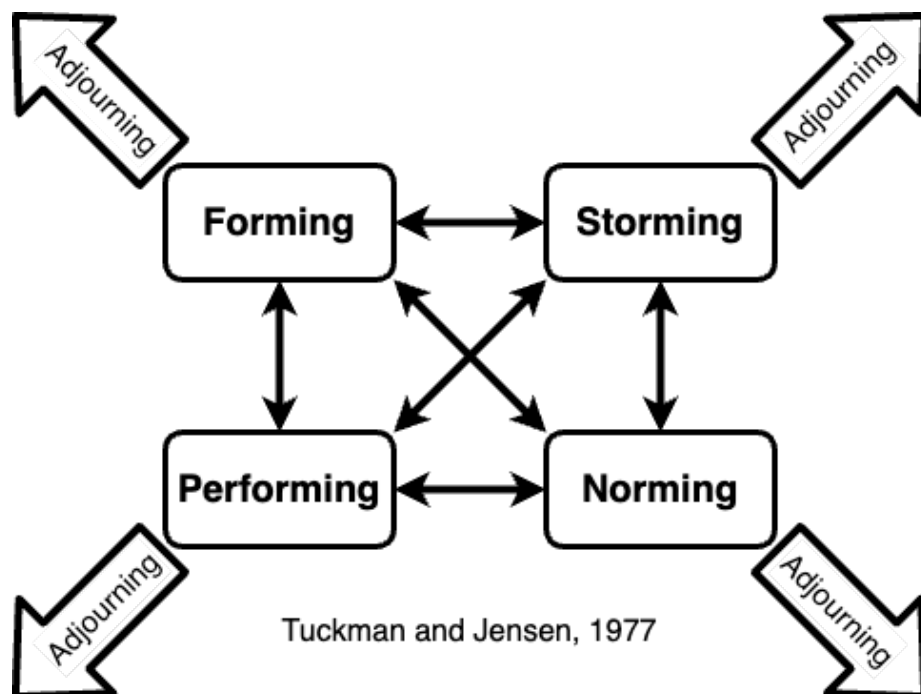 Adjourning
Adjourning
Forming
Storming
Performing
Norming
Adjourning
Adjourning
Tuckman and Jensen, 1977